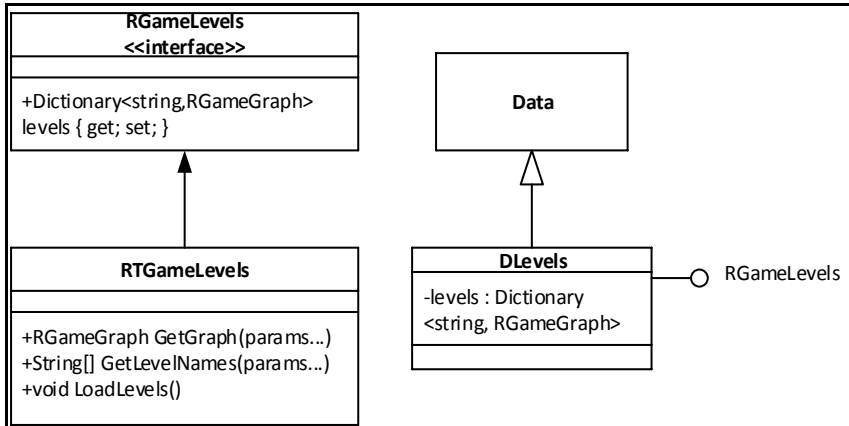 RGameLevels
<<interface>>
+Dictionary<string,RGameGraph>
levels { get; set; }
Data
RTGameLevels
+RGameGraph GetGraph(params...)
+String[] GetLevelNames(params...)
+void LoadLevels()
DLevels
-levels : Dictionary
<string, RGameGraph>
RGameLevels